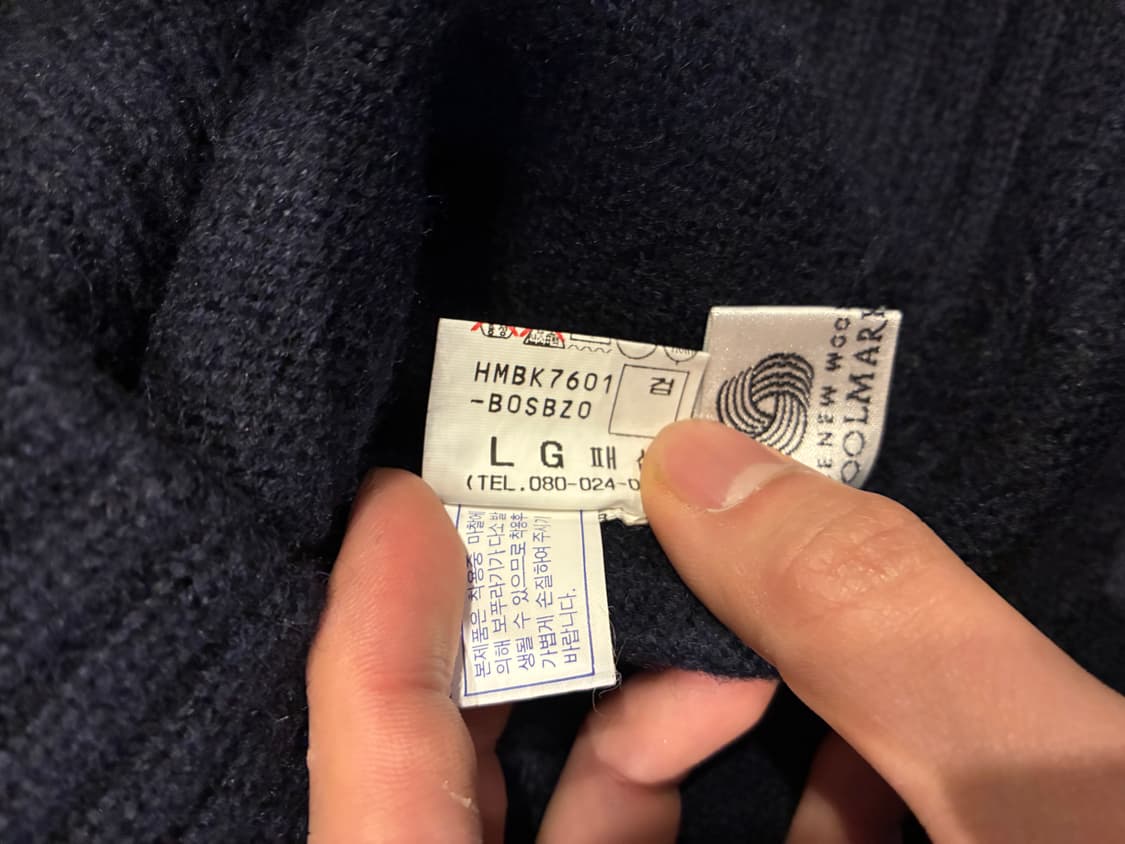 HMBK7601
-BOSBZO
검
L G 패
(TEL.080-024-
본제품은 착용중 마찰에
의해 보푸라기가 다소 발
생될 수 있으므로 착용후
가볍게 손질하여 주시기
바랍니다.